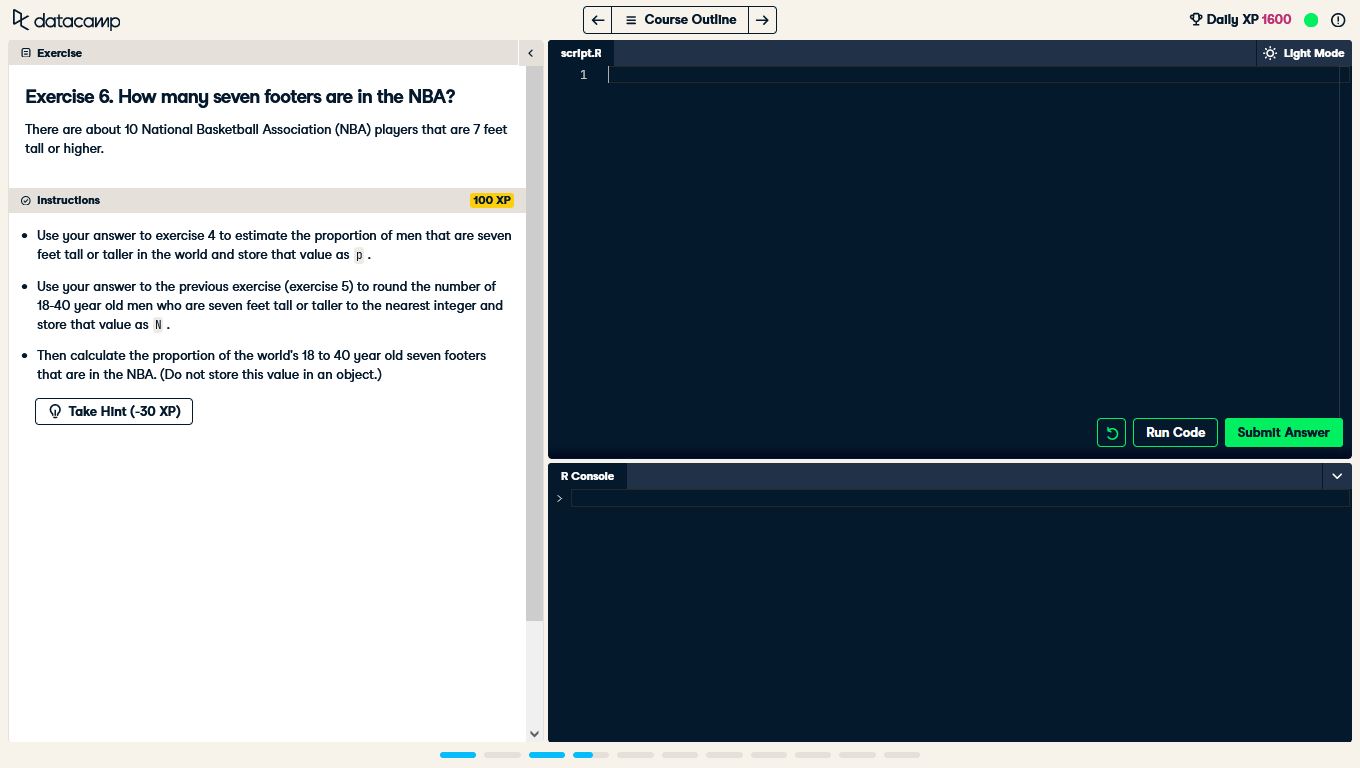 datacamp
Course Outline
Daily XP 1600
Exercise
Exercise 6. How many seven footers are in the NBA?
There are about 10 National Basketball Association (NBA) players that are 7 feet
tall or higher.
Instructions
100 XP
Use your answer to exercise 4 to estimate the proportion of men that are seven
feet tall or taller in the world and store that value as p .
Use your answer to the previous exercise (exercise 5) to round the number of
18-40 year old men who are seven feet tall or taller to the nearest integer and
store that value as N .
Then calculate the proportion of the world's 18 to 40 year old seven footers
that are in the NBA. (Do not store this value in an object.)
Take Hint (-30 XP)
script.R
Light Mode
1
Run Code
Submit Answer
R Console
>